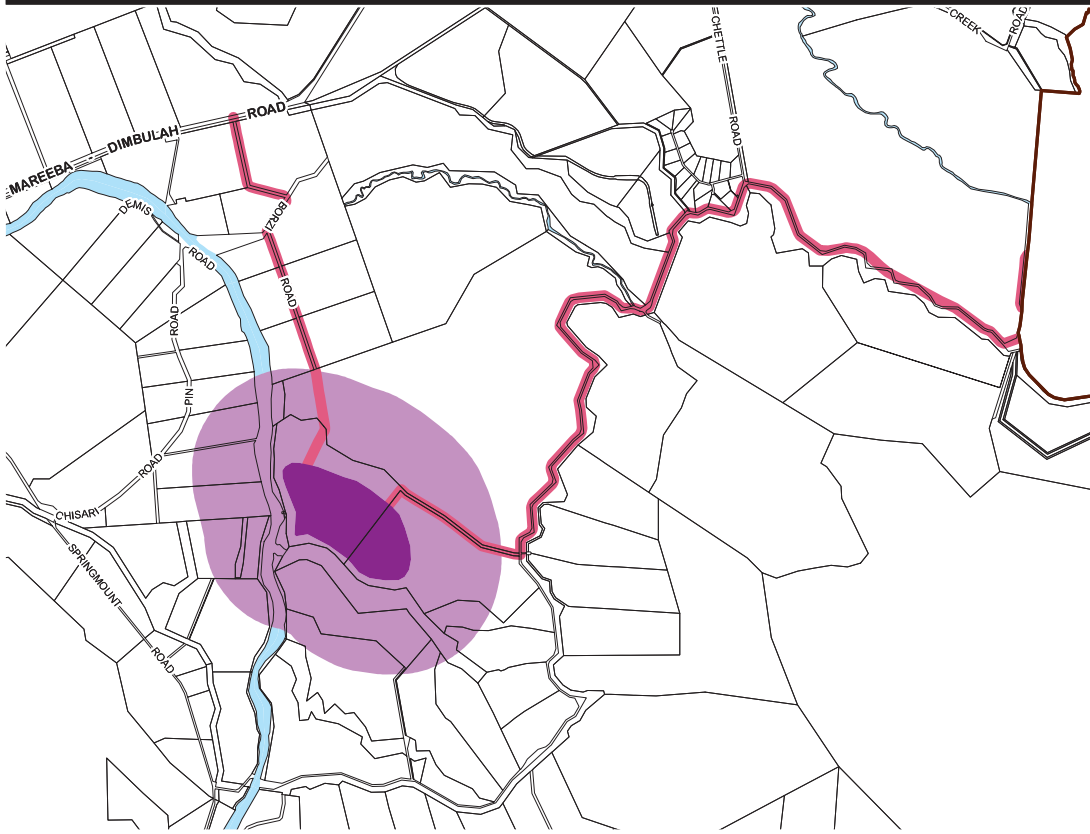 CHETTLE
ROAD
CREEK
ROAD
MAREEBA - DIMBULAH ROAD
DEMIS
ROAD
BORZI
ROAD
PIN
ROAD
CHISARI
ROAD
SPRINGMOUNT
ROAD